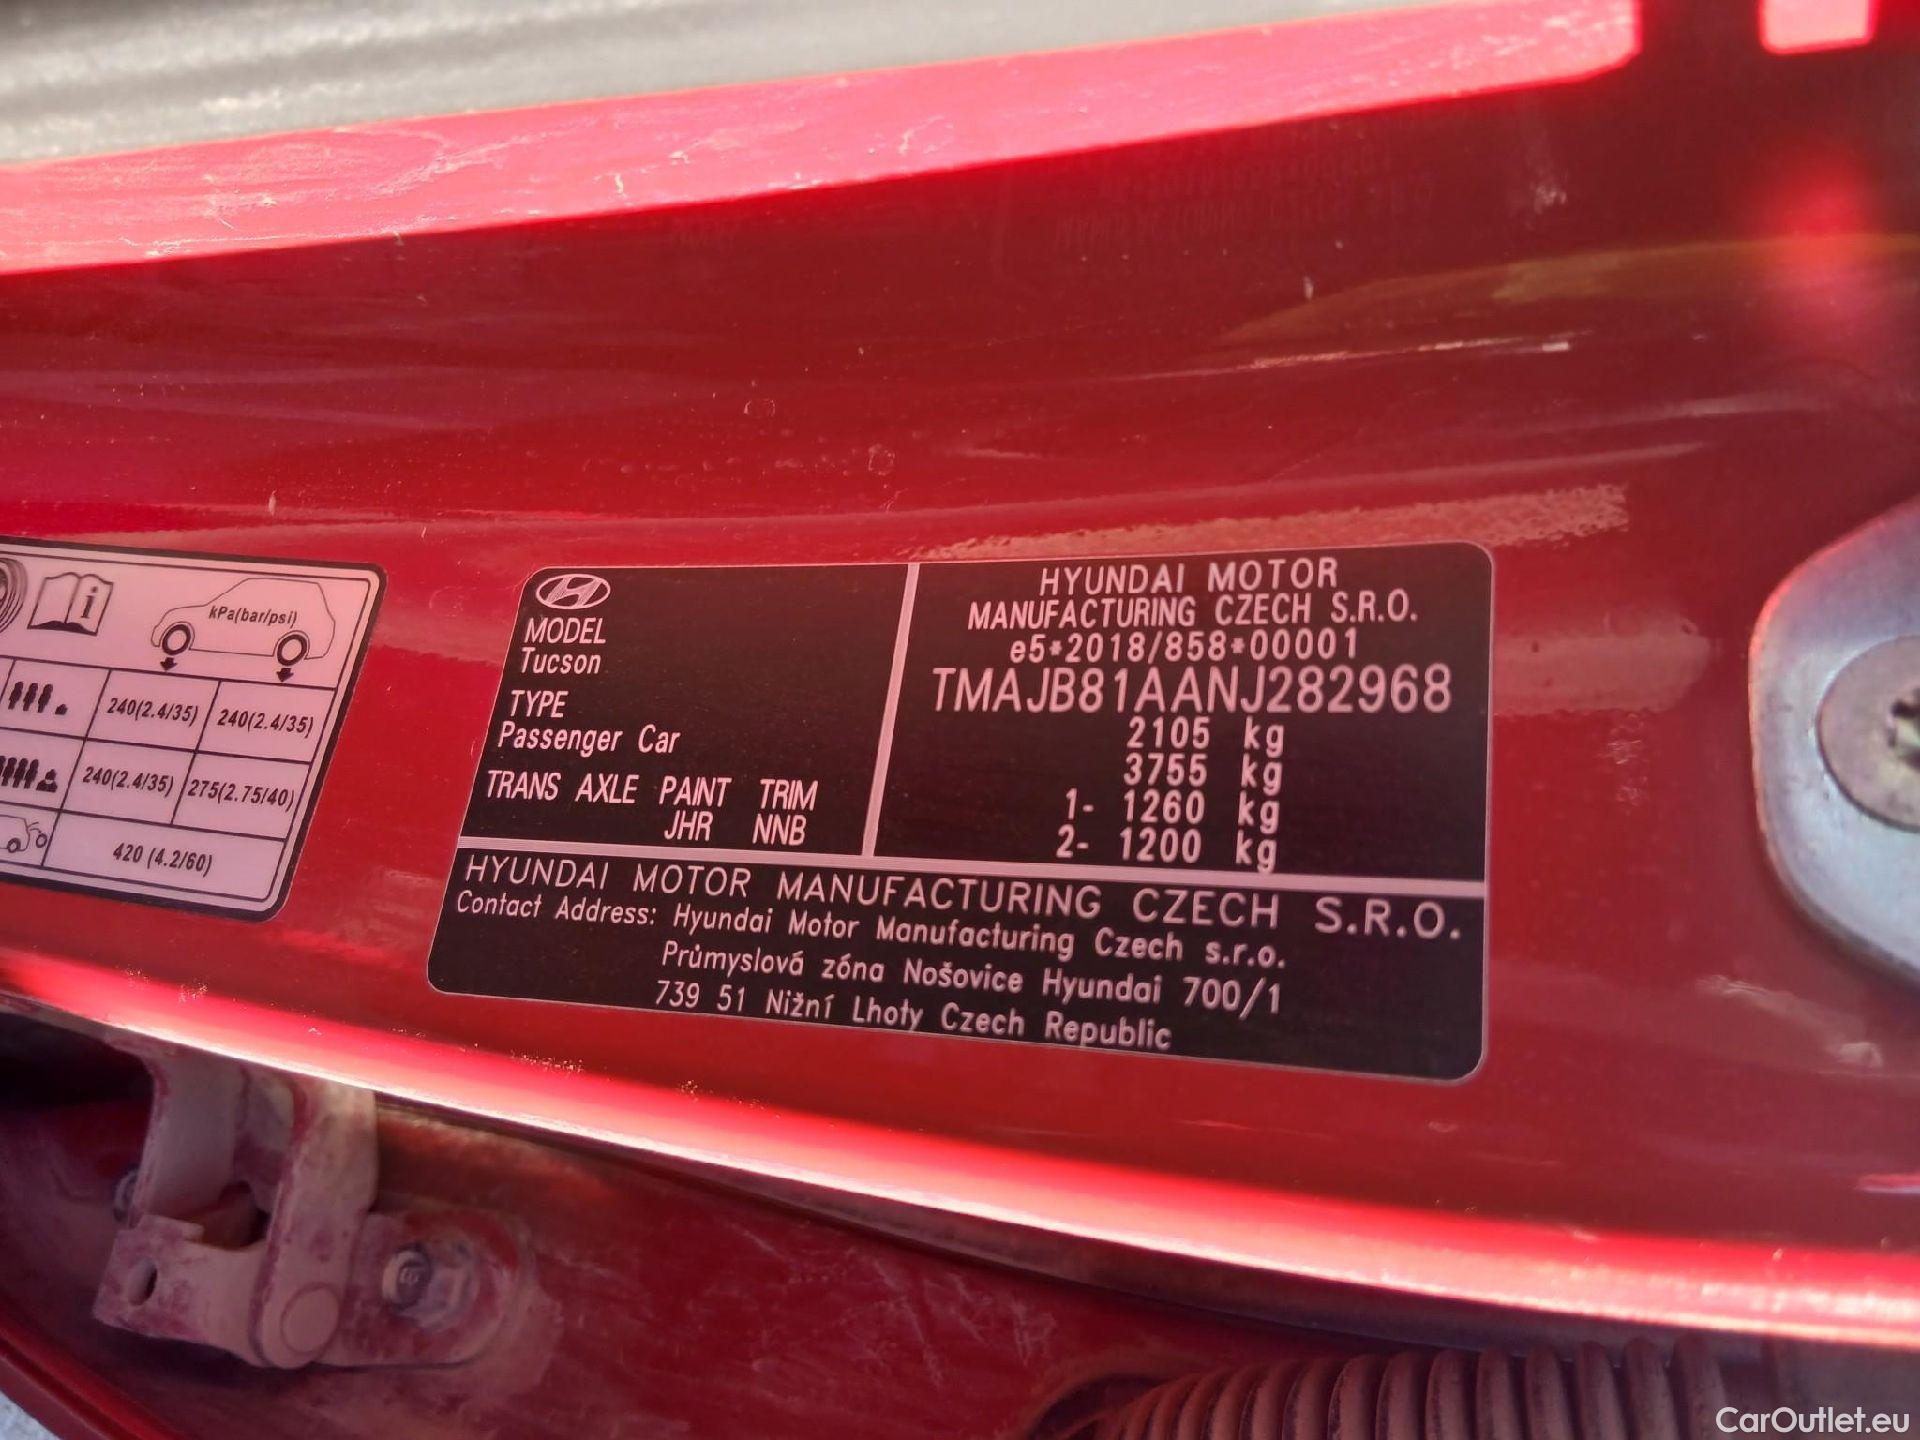 kPa(bar/psi)
240(2.4/35) 240(2.4/35)
240(2.4/35) 275(2.75/40)
420 (4.2/60)
MODEL
Tucson
TYPE
Passenger Car
TRANS AXLE PAINT TRIM
JHR NNB
HYUNDAI MOTOR
MANUFACTURING CZECH S.R.O.
e5*2018/858*00001
TMAJB81AANJ282968
2105 kg
3755 kg
1- 1260 kg
2- 1200 kg
HYUNDAI MOTOR MANUFACTURING CZECH S.R.O.
Contact Address: Hyundai Motor Manufacturing Czech s.r.o.
Průmyslová zóna Nošovice Hyundai 700/1
739 51 Nižní Lhoty Czech Republic
CarOutlet.eu